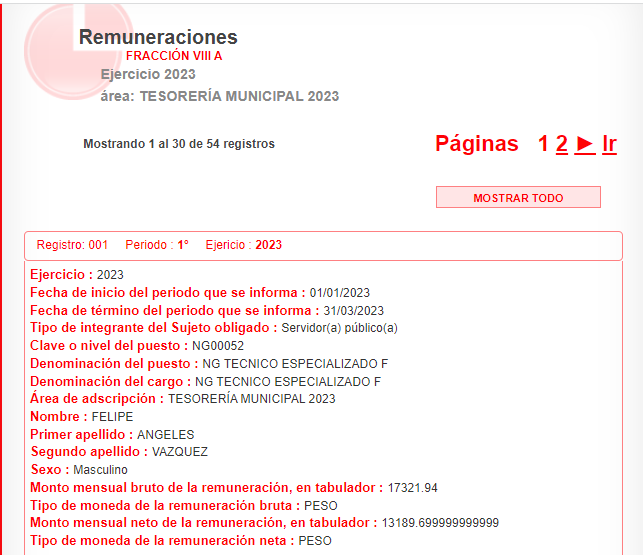 Remuneraciones
FRACCIÓN VIII A
Ejercicio 2023
área: TESORERÍA MUNICIPAL 2023
Mostrando 1 al 30 de 54 registros
Páginas 1 2 ► Ir
MOSTRAR TODO
Registro: 001 Periodo : 1° Ejericio : 2023
Ejercicio : 2023
Fecha de inicio del periodo que se informa : 01/01/2023
Fecha de término del periodo que se informa : 31/03/2023
Tipo de integrante del Sujeto obligado : Servidor(a) público(a)
Clave o nivel del puesto : NG00052
Denominación del puesto : NG TECNICO ESPECIALIZADO F
Denominación del cargo : NG TECNICO ESPECIALIZADO F
Área de adscripción : TESORERÍA MUNICIPAL 2023
Nombre : FELIPE
Primer apellido : ANGELES
Segundo apellido : VAZQUEZ
Sexo : Masculino
Monto mensual bruto de la remuneración, en tabulador : 17321.94
Tipo de moneda de la remuneración bruta : PESO
Monto mensual neto de la remuneración, en tabulador : 13189.699999999999
Tipo de moneda de la remuneración neta : PESO